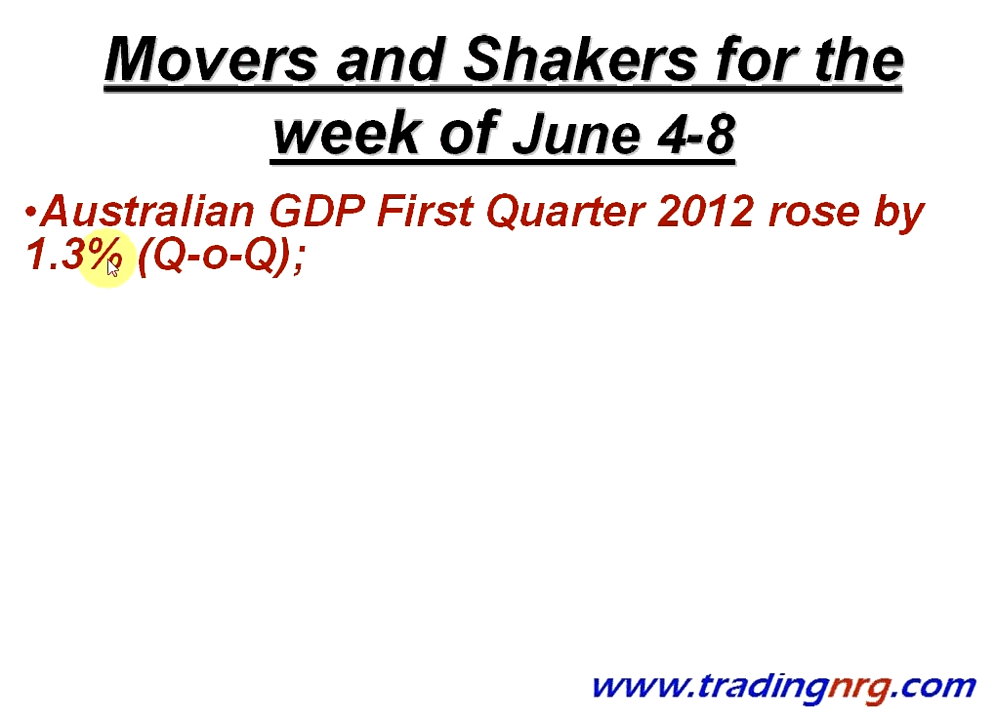 Movers and Shakers for the
week of June 4-8
•Australian GDP First Quarter 2012 rose by
1.3% (Q-o-Q);
www.tradingnrg.com